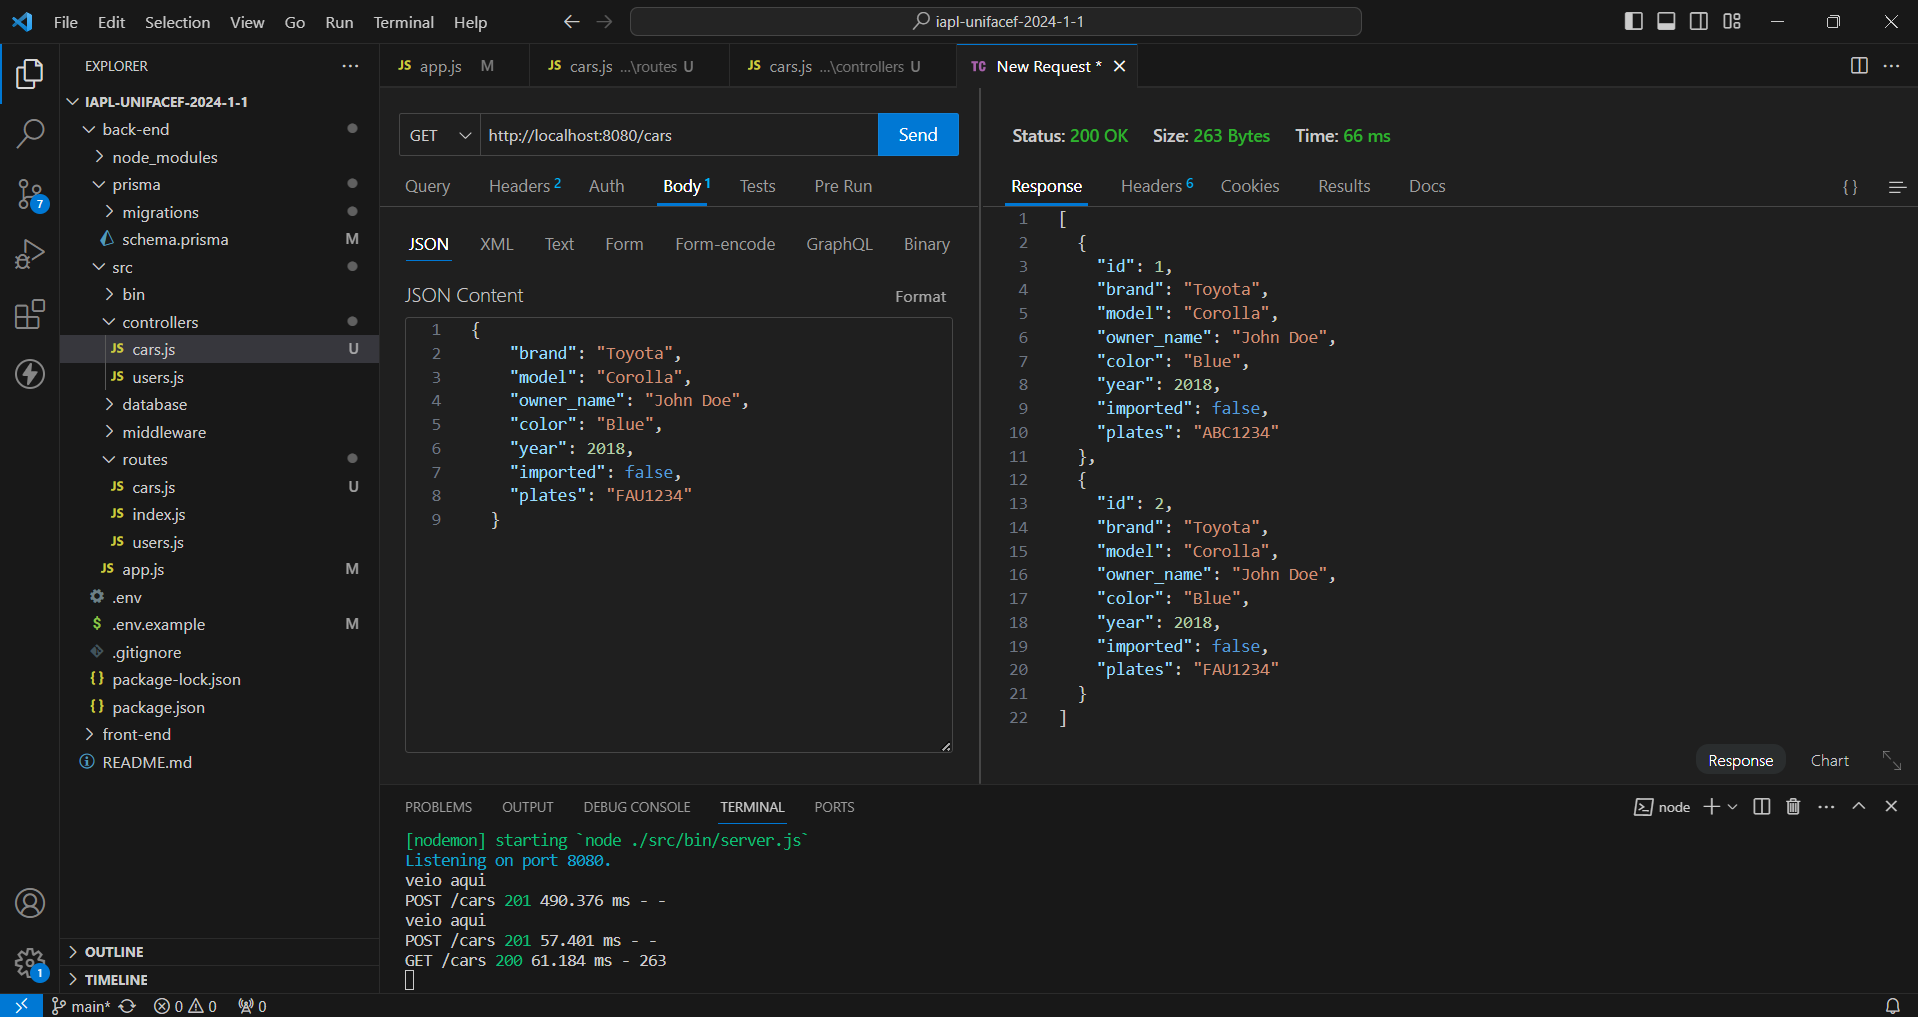 File Edit Selection View Go Run Terminal Help
iapl-unifacef-2024-1-1
EXPLORER
IAPL-UNIFACEF-2024-1-1
back-end
node_modules
prisma
migrations
schema.prisma M
src
bin
controllers
JS cars.js U
JS users.js
database
middleware
routes
JS cars.js U
JS index.js
JS users.js
JS app.js M
.env
$ .env.example M
.gitignore
{} package-lock.json
{} package.json
front-end
README.md
OUTLINE
TIMELINE
7
1
JS app.js M
JS cars.js ...\routes U
JS cars.js ...\controllers U
TC New Request *
GET http://localhost:8080/cars Send
Query Headers 2 Auth Body 1 Tests Pre Run
JSON XML Text Form Form-encode GraphQL Binary
JSON Content Format
1 {
2 "brand": "Toyota",
3 "model": "Corolla",
4 "owner_name": "John Doe",
5 "color": "Blue",
6 "year": 2018,
7 "imported": false,
8 "plates": "FAU1234"
9 }
Status: 200 OK Size: 263 Bytes Time: 66 ms
Response Headers 6 Cookies Results Docs {}
1 [
2 {
3 "id": 1,
4 "brand": "Toyota",
5 "model": "Corolla",
6 "owner_name": "John Doe",
7 "color": "Blue",
8 "year": 2018,
9 "imported": false,
10 "plates": "ABC1234"
11 },
12 {
13 "id": 2,
14 "brand": "Toyota",
15 "model": "Corolla",
16 "owner_name": "John Doe",
17 "color": "Blue",
18 "year": 2018,
19 "imported": false,
20 "plates": "FAU1234"
21 }
22 ]
Response Chart
PROBLEMS OUTPUT DEBUG CONSOLE TERMINAL PORTS
node
[nodemon] starting `node ./src/bin/server.js`
Listening on port 8080.
veio aqui
POST /cars 201 490.376 ms - -
veio aqui
POST /cars 201 57.401 ms - -
GET /cars 200 61.184 ms - 263
main* 0 0 0